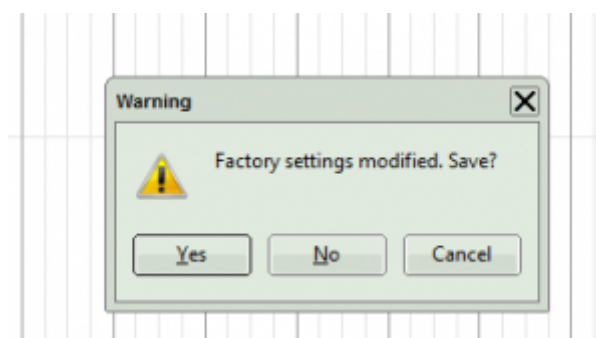 Warning
Factory settings modified. Save?
Yes
No
Cancel